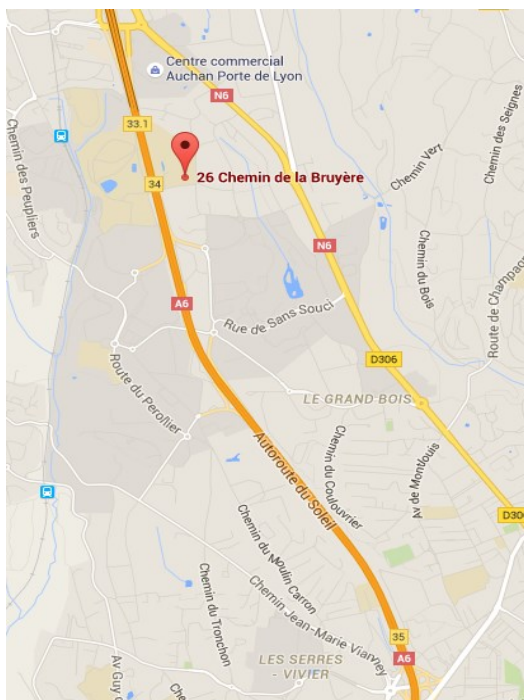 Centre commercial
Auchan Porte de Lyon
N6
33.1
Chemin des Peupliers
34
26 Chemin de la Bruyère
Chemin Vert
Chemin des Seignes
N6
Chemin du Bois
A6
Rue de Sans Souci
Route de Champag
D306
Route du Perollier
LE GRAND BOIS
Autoroute du Soleil
Chemin du Coulouvrier
Av de Montlouis
D306
Chemin du Moulin Carron
Chemin du Tronchon
Chemin Jean-Marie Vianney
35
A6
LES SERRES
- VIVIER
Av Guy d